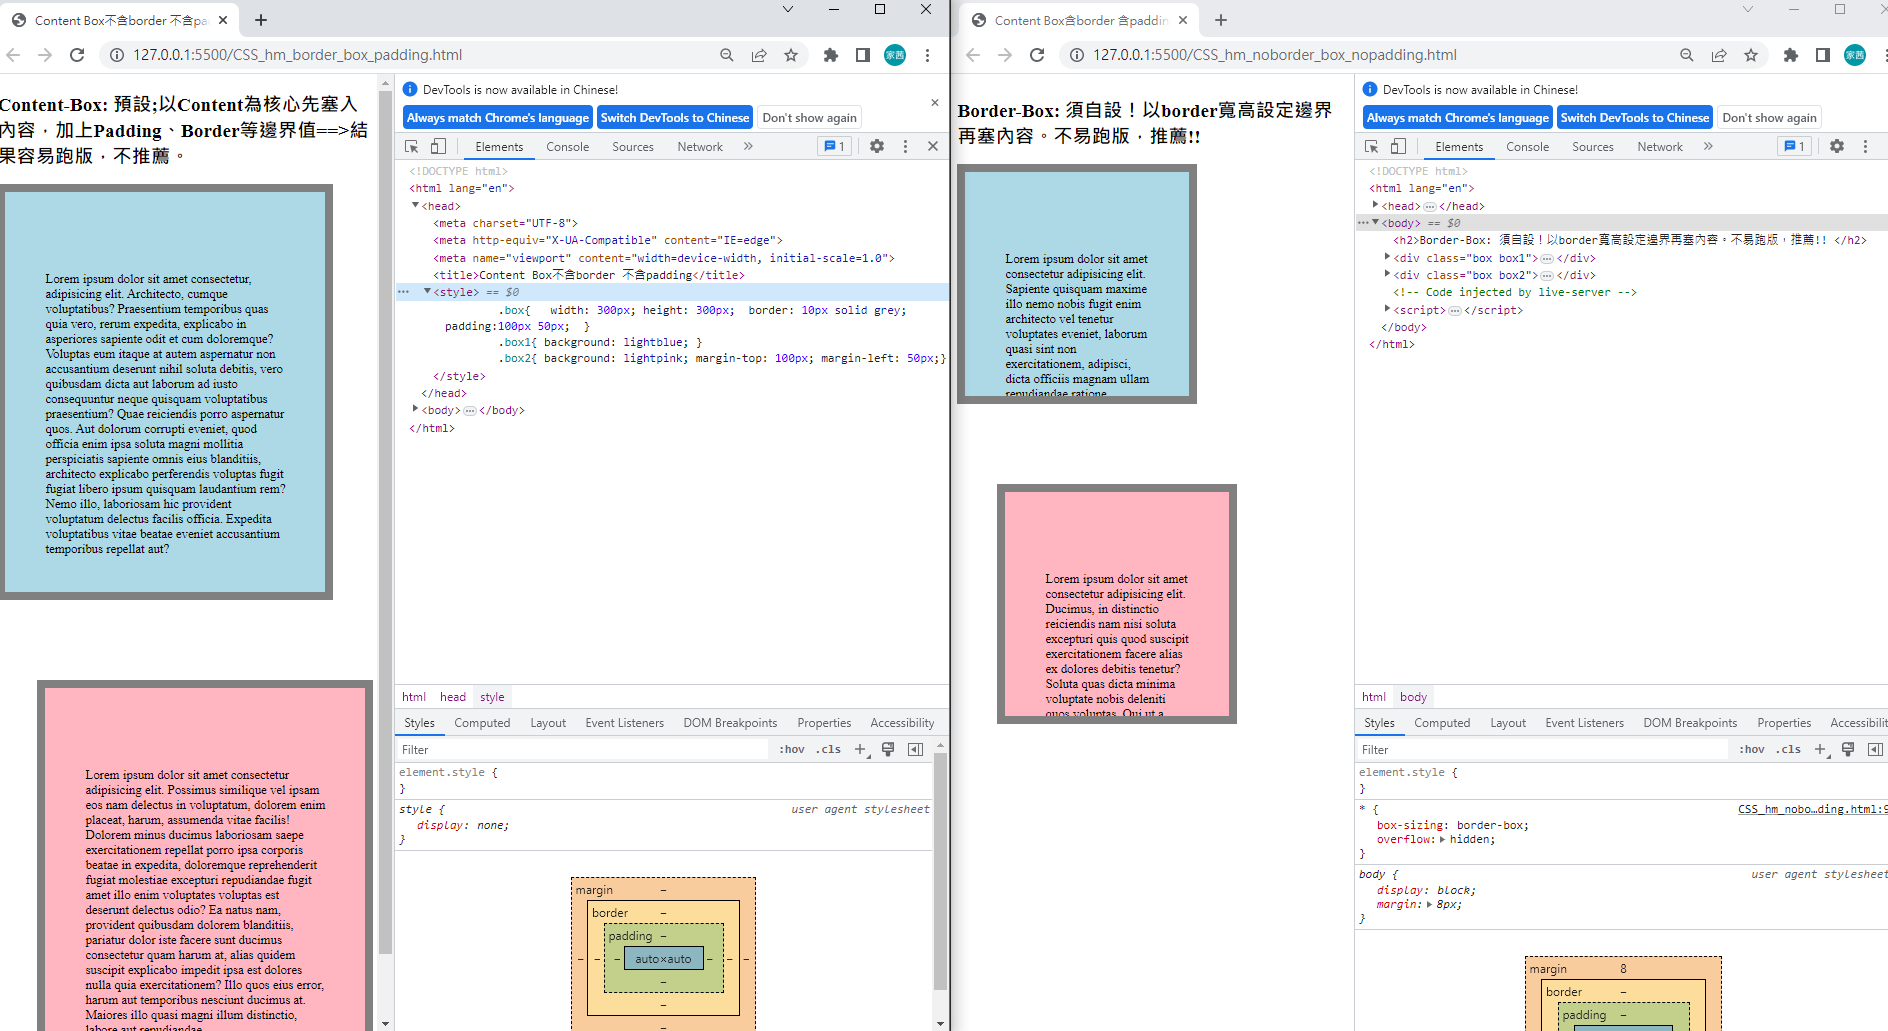 Content Box不含border 不含pa
127.0.0.1:5500/CSS_hm_border_box_padding.html
家茜
Content-Box: 預設;以Content為核心先塞入
內容，加上Padding、Border等邊界值==>結
果容易跑版，不推薦。
Lorem ipsum dolor sit amet consectetur,
adipisicing elit. Architecto, cumque
voluptatibus? Praesentium temporibus quas
quia vero, rerum expedita, explicabo in
asperiores sapiente odit et cum doloremque?
Voluptas eum itaque at autem aspernatur non
accusantium deserunt nihil soluta debitis, vero
quibusdam dicta aut laborum ad iusto
consequuntur neque quisquam voluptatibus
praesentium? Quae reiciendis porro aspernatur
quos. Aut dolorum corrupti eveniet, quod
officia enim ipsa soluta magni mollitia
perspiciatis sapiente omnis eius blanditiis,
architecto explicabo perferendis voluptas fugit
fugiat libero ipsum quisquam laudantium rem?
Nemo illo, laboriosam hic provident
voluptatum delectus facilis officia. Expedita
voluptatibus vitae beatae eveniet accusantium
temporibus repellat aut?
Lorem ipsum dolor sit amet consectetur
adipisicing elit. Possimus similique vel ipsam
eos nam delectus in voluptatum, dolorem enim
placeat, harum, assumenda vitae facilis!
Dolorem minus ducimus laboriosam saepe
exercitationem repellat porro ipsa corporis
beatae in expedita, doloremque reprehenderit
fugiat molestiae excepturi repudiandae fugit
amet illo enim voluptates voluptas est
deserunt delectus odio? Ea natus nam,
provident quibusdam dolorem blanditiis,
pariatur dolor iste facere sunt ducimus
consectetur quam harum at, alias quidem
suscipit explicabo impedit ipsa est dolores
nulla quia exercitationem? Illo quos eius error,
harum aut temporibus nesciunt ducimus at.
Maiores illo quasi magni illum distinctio,
labore aut repudiandae
DevTools is now available in Chinese!
Always match Chrome's language Switch DevTools to Chinese Don't show again
Elements Console Sources Network » 1
<!DOCTYPE html>
<html lang="en">
<head>
<meta charset="UTF-8">
<meta http-equiv="X-UA-Compatible" content="IE=edge">
<meta name="viewport" content="width=device-width, initial-scale=1.0">
<title>Content Box不含border 不含padding</title>
<style> == $0
.box{ width: 300px; height: 300px; border: 10px solid grey;
padding:100px 50px; }
.box1{ background: lightblue; }
.box2{ background: lightpink; margin-top: 100px; margin-left: 50px;}
</style>
</head>
<body>…</body>
</html>
html head style
Styles Computed Layout Event Listeners DOM Breakpoints Properties Accessibility
Filter :hov .cls +
element.style {
}
style { user agent stylesheet
display: none;
}
margin –
border –
padding –
– – – auto×auto – – –
–
–
–
Content Box含border 含paddin
127.0.0.1:5500/CSS_hm_noborder_box_nopadding.html
家茜
Border-Box: 須自設！以border寬高設定邊界
再塞內容。不易跑版，推薦!!
Lorem ipsum dolor sit amet
consectetur adipisicing elit.
Sapiente quisquam maxime
illo nemo nobis fugit enim
architecto vel tenetur
voluptates eveniet, laborum
quasi sint non
exercitationem, adipisci,
dicta officiis magnam ullam
repudiandae ratione
Lorem ipsum dolor sit amet
consectetur adipisicing elit.
Ducimus, in distinctio
reiciendis nam nisi soluta
excepturi quis quod suscipit
exercitationem facere alias
ex dolores debitis tenetur?
Soluta quas dicta minima
voluptate nobis deleniti
quos voluptas. Qui ut a
DevTools is now available in Chinese!
Always match Chrome's language Switch DevTools to Chinese Don't show again
Elements Console Sources Network » 1
<!DOCTYPE html>
<html lang="en">
<head>…</head>
<body> == $0
<h2>Border-Box: 須自設！以border寬高設定邊界再塞內容。不易跑版，推薦!! </h2>
<div class="box box1">…</div>
<div class="box box2">…</div>
<!-- Code injected by live-server -->
<script>…</script>
</body>
</html>
html body
Styles Computed Layout Event Listeners DOM Breakpoints Properties Accessibili
Filter :hov .cls +
element.style {
}
* { CSS_hm_nobo…ding.html:9
box-sizing: border-box;
overflow: hidden;
}
body { user agent stylesheet
display: block;
margin: 8px;
}
margin 8
border –
padding –